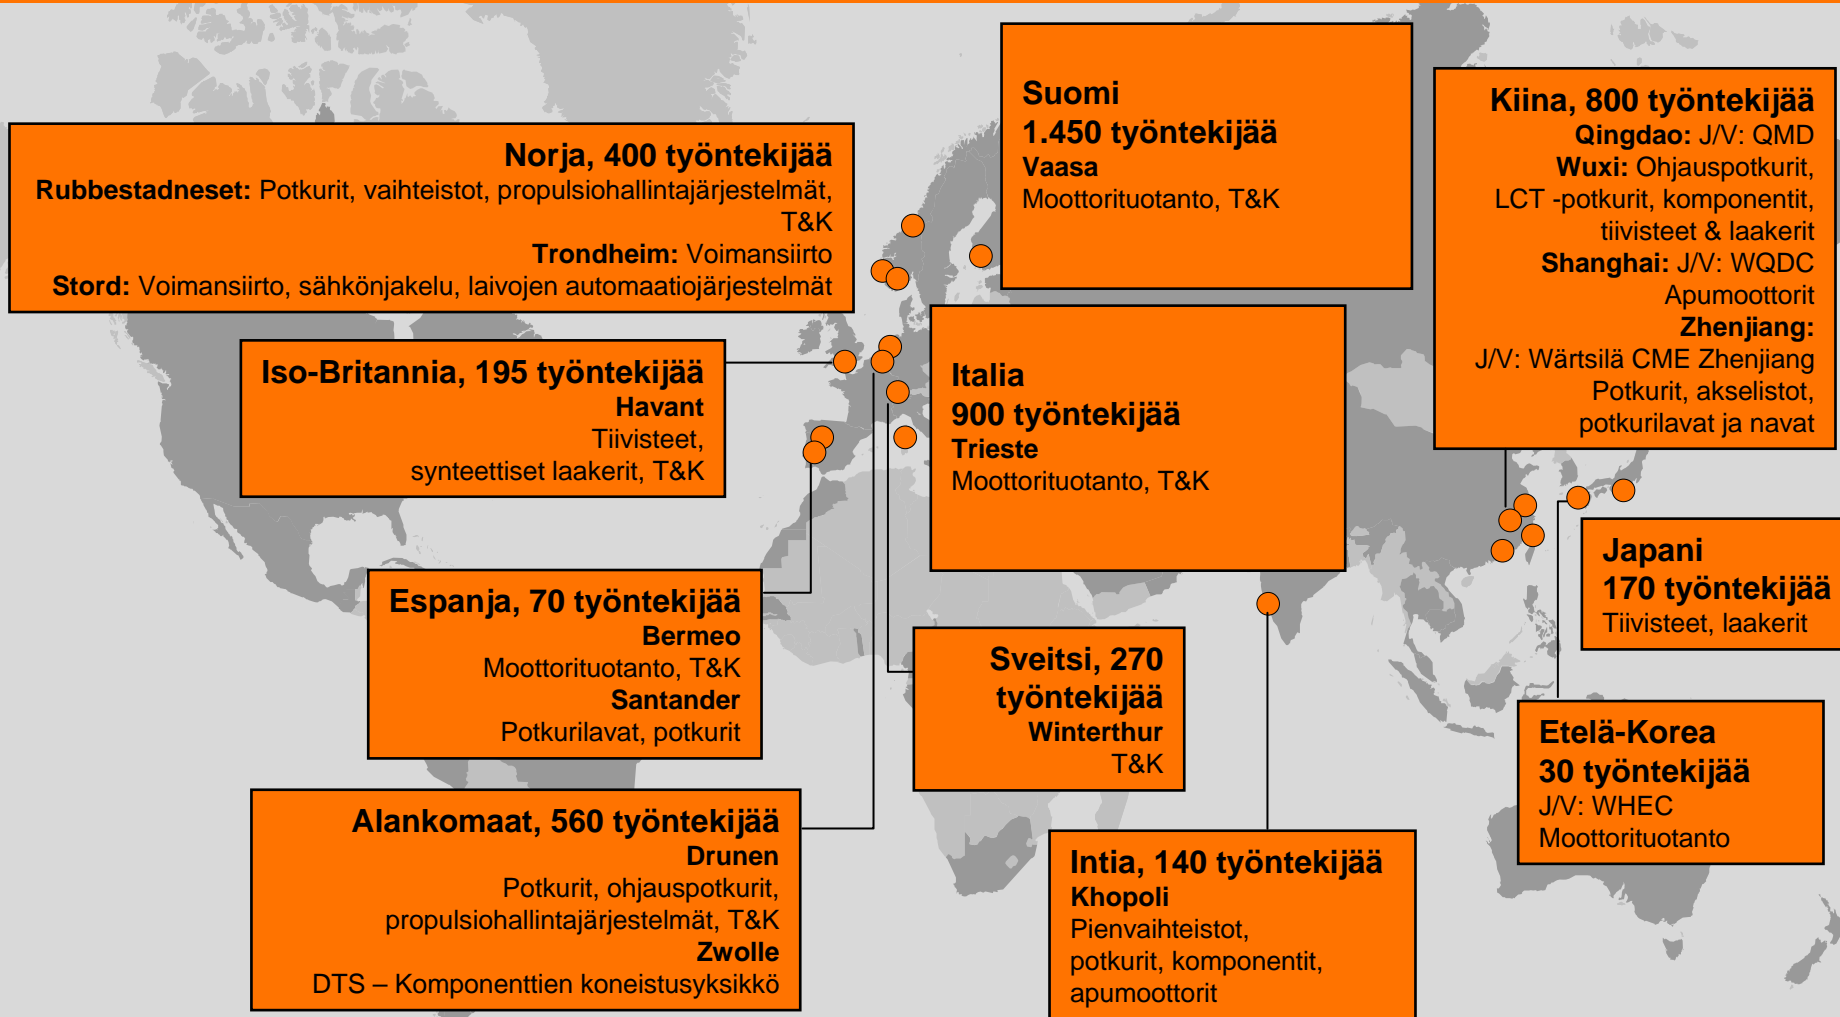 Norja, 400 työntekijää
Rubbestadneset: Potkurit, vaihteistot, propulsiohallintajärjestelmät,
T&K
Trondheim: Voimansiirto
Stord: Voimansiirto, sähkönjakelu, laivojen automaatiojärjestelmät
Suomi
1.450 työntekijää
Vaasa
Moottorituotanto, T&K
Kiina, 800 työntekijää
Qingdao: J/V: QMD
Wuxi: Ohjauspotkurit,
LCT -potkurit, komponentit,
tiivisteet & laakerit
Shanghai: J/V: WQDC
Apumoottorit
Zhenjiang:
J/V: Wärtsilä CME Zhenjiang
Potkurit, akselistot,
potkurilavat ja navat
Iso-Britannia, 195 työntekijää
Havant
Tiivisteet,
synteettiset laakerit, T&K
Italia
900 työntekijää
Trieste
Moottorituotanto, T&K
Japani
170 työntekijää
Tiivisteet, laakerit
Espanja, 70 työntekijää
Bermeo
Moottorituotanto, T&K
Santander
Potkurilavat, potkurit
Sveitsi, 270
työntekijää
Winterthur
T&K
Etelä-Korea
30 työntekijää
J/V: WHEC
Moottorituotanto
Alankomaat, 560 työntekijää
Drunen
Potkurit, ohjauspotkurit,
propulsiohallintajärjestelmät, T&K
Zwolle
DTS – Komponenttien koneistusyksikkö
Intia, 140 työntekijää
Khopoli
Pienvaihteistot,
potkurit, komponentit,
apumoottorit